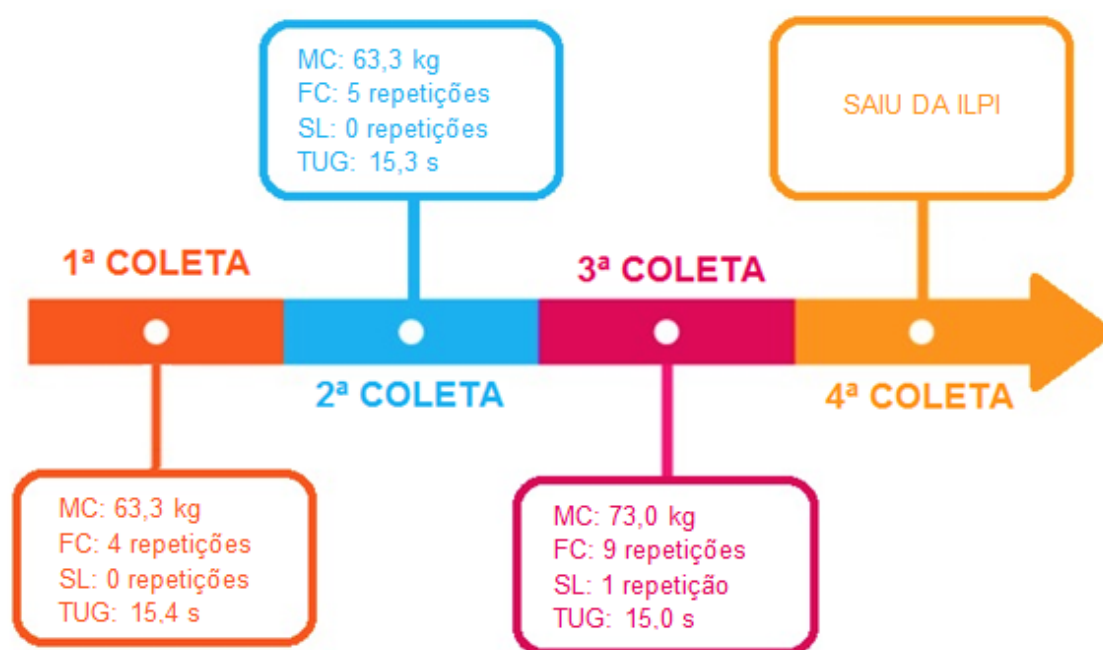 1ª COLETA
MC: 63,3 kg
FC: 4 repetições
SL: 0 repetições
TUG: 15,4 s
MC: 63,3 kg
FC: 5 repetições
SL: 0 repetições
TUG: 15,3 s
2ª COLETA
3ª COLETA
MC: 73,0 kg
FC: 9 repetições
SL: 1 repetição
TUG: 15,0 s
SAIU DA ILPI
4ª COLETA